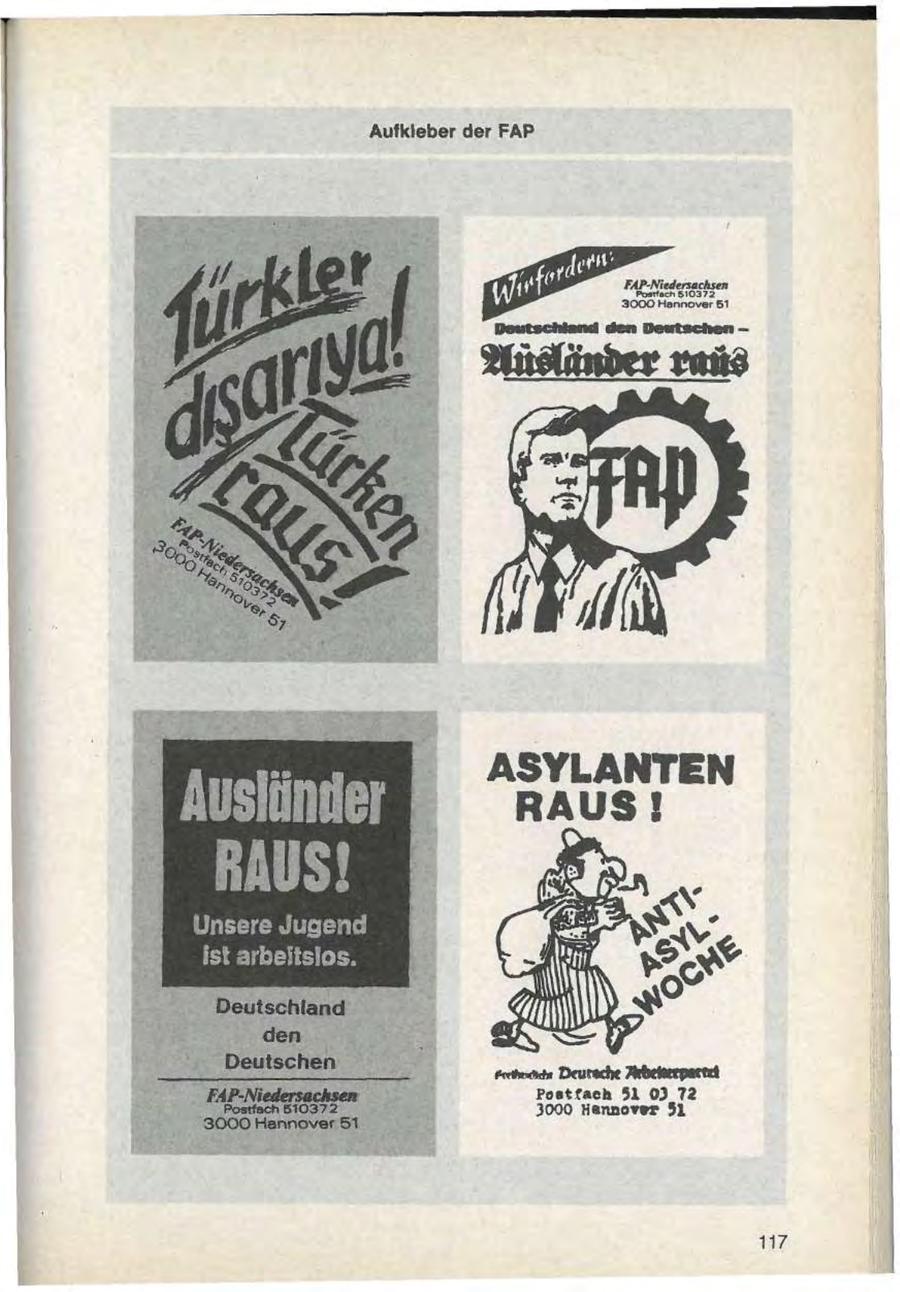 Aufkleber der FAP
Türkler
dışarıya!
Türken
raus!
FAP-Niedersachsen
Postfach 510372
3000 Hannover 51
Wir fordern:
FAP-Niedersachsen
Postfach 510372
3000 Hannover 51
Deutschland den Deutschen –
Ausländer raus
FAP
Ausländer
RAUS!
Unsere Jugend
ist arbeitslos.
Deutschland
den
Deutschen
FAP-Niedersachsen
Postfach 510372
3000 Hannover 51
ASYLANTEN
RAUS !
ANTI-
ASYL-
WOCHE
Freiheitliche Deutsche Arbeiterpartei
Postfach 51 03 72
3000 Hannover 51
117